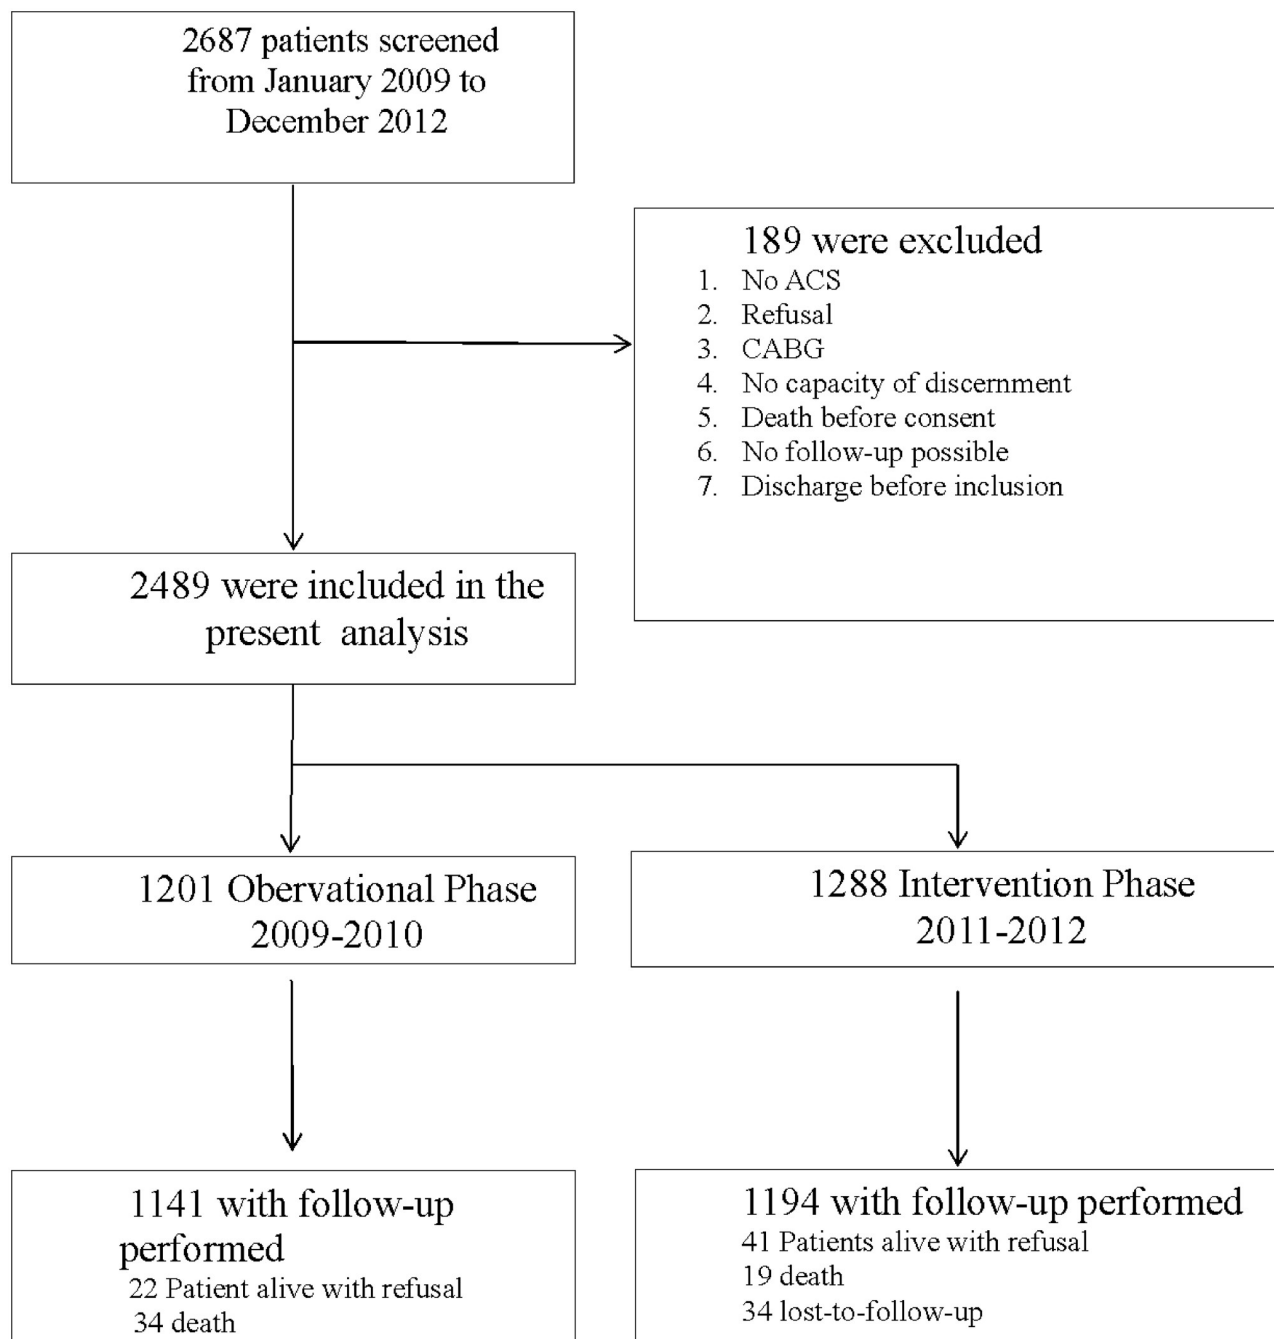 2687 patients screened
from January 2009 to
December 2012
189 were excluded
1. No ACS
2. Refusal
3. CABG
4. No capacity of discernment
5. Death before consent
6. No follow-up possible
7. Discharge before inclusion
2489 were included in the
present analysis
1201 Obervational Phase
2009-2010
1288 Intervention Phase
2011-2012
1141 with follow-up
performed
22 Patient alive with refusal
34 death
1194 with follow-up performed
41 Patients alive with refusal
19 death
34 lost-to-follow-up